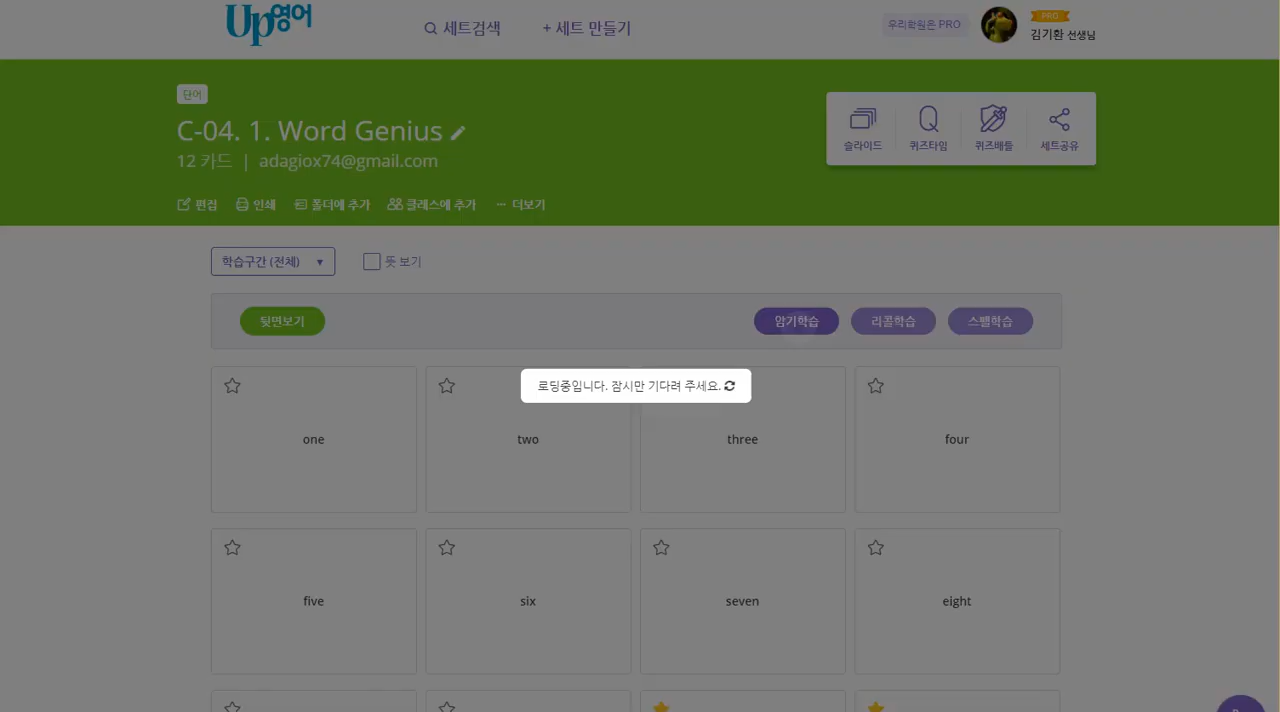 Up영어
세트검색
+ 세트 만들기
우리학원은 PRO
PRO
김기환 선생님
단어
C-04. 1. Word Genius
12 카드 | adagiox74@gmail.com
슬라이드
퀴즈타임
퀴즈배틀
세트공유
편집
인쇄
폴더에 추가
클래스에 추가
··· 더보기
학습구간 (전체) ▼
뜻 보기
뒷면보기
암기학습
리콜학습
스펠학습
로딩중입니다. 잠시만 기다려 주세요.
one
two
three
four
five
six
seven
eight